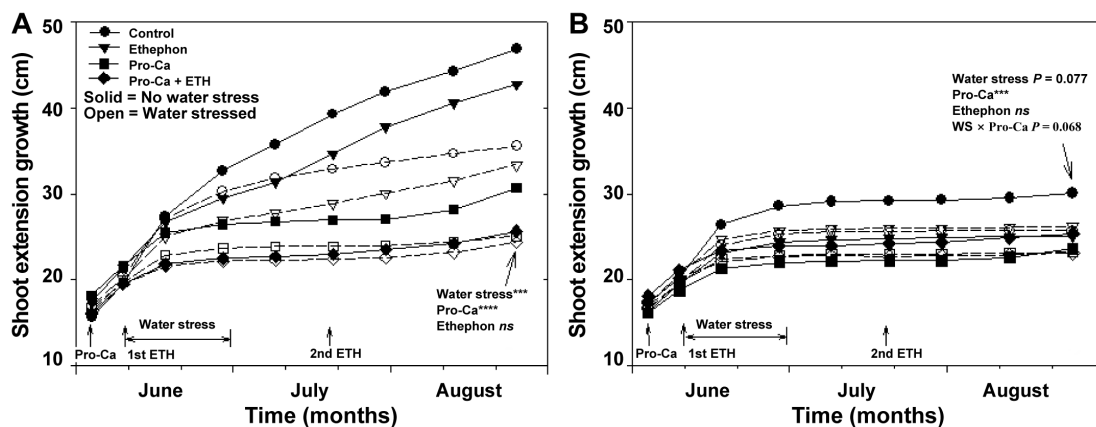 A
50
40
30
20
10
Shoot extension growth (cm)
Control
Ethephon
Pro-Ca
Pro-Ca + ETH
Solid = No water stress
Open = Water stressed
Water stress***
Pro-Ca****
Ethephon ns
Water stress
Pro-Ca
1st ETH
2nd ETH
June
July
August
Time (months)
B
50
40
30
20
10
Shoot extension growth (cm)
Water stress P = 0.077
Pro-Ca***
Ethephon ns
WS × Pro-Ca P = 0.068
Water stress
Pro-Ca
1st ETH
2nd ETH
June
July
August
Time (months)